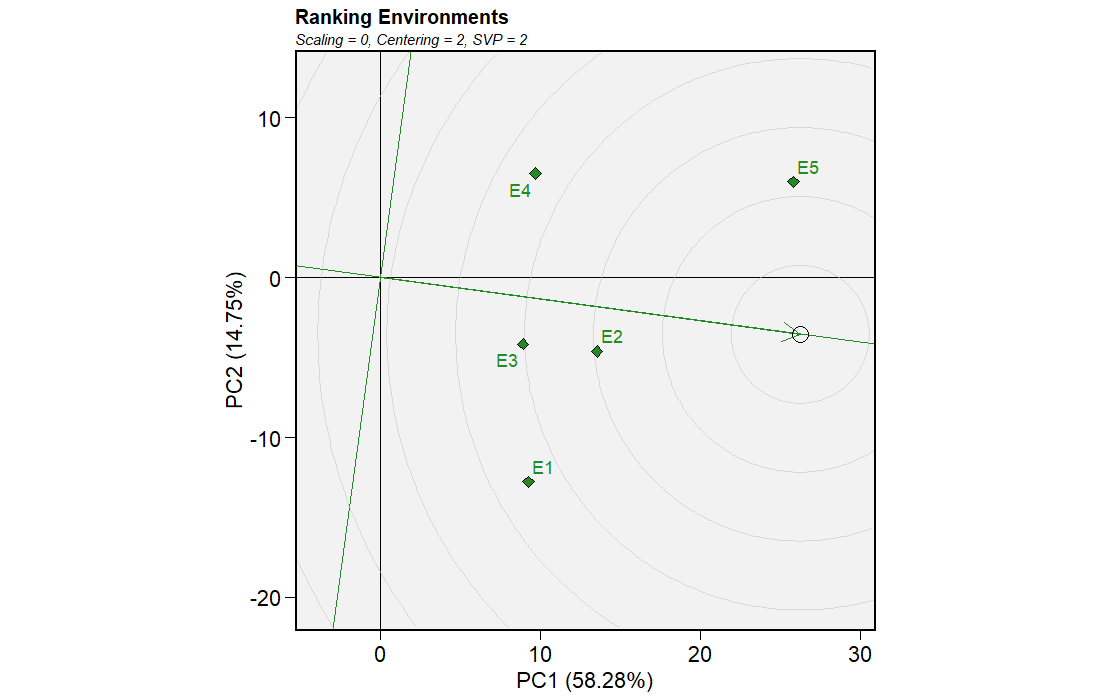 Ranking Environments
Scaling = 0, Centering = 2, SVP = 2
10
0
-10
-20
PC2 (14.75%)
E4
E5
E3
E2
E1
0
10
20
30
PC1 (58.28%)